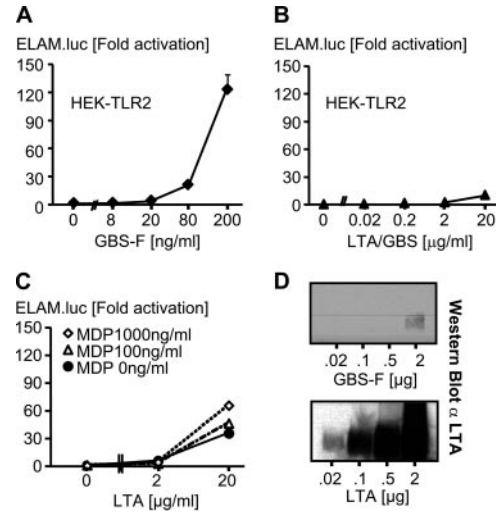 A
ELAM.luc [Fold activation]
150
120
90
60
30
0
HEK-TLR2
0 8 20 80 200
GBS-F [ng/ml]
B
ELAM.luc [Fold activation]
150
120
90
60
30
0
HEK-TLR2
0 0.02 0.2 2 20
LTA/GBS [µg/ml]
C
ELAM.luc [Fold activation]
150
120
90
60
30
0
MDP1000ng/ml
MDP100ng/ml
MDP 0ng/ml
0 2 20
LTA [µg/ml]
D
.02 .1 .5 2
GBS-F [µg]
.02 .1 .5 2
LTA [µg]
Western Blot α LTA